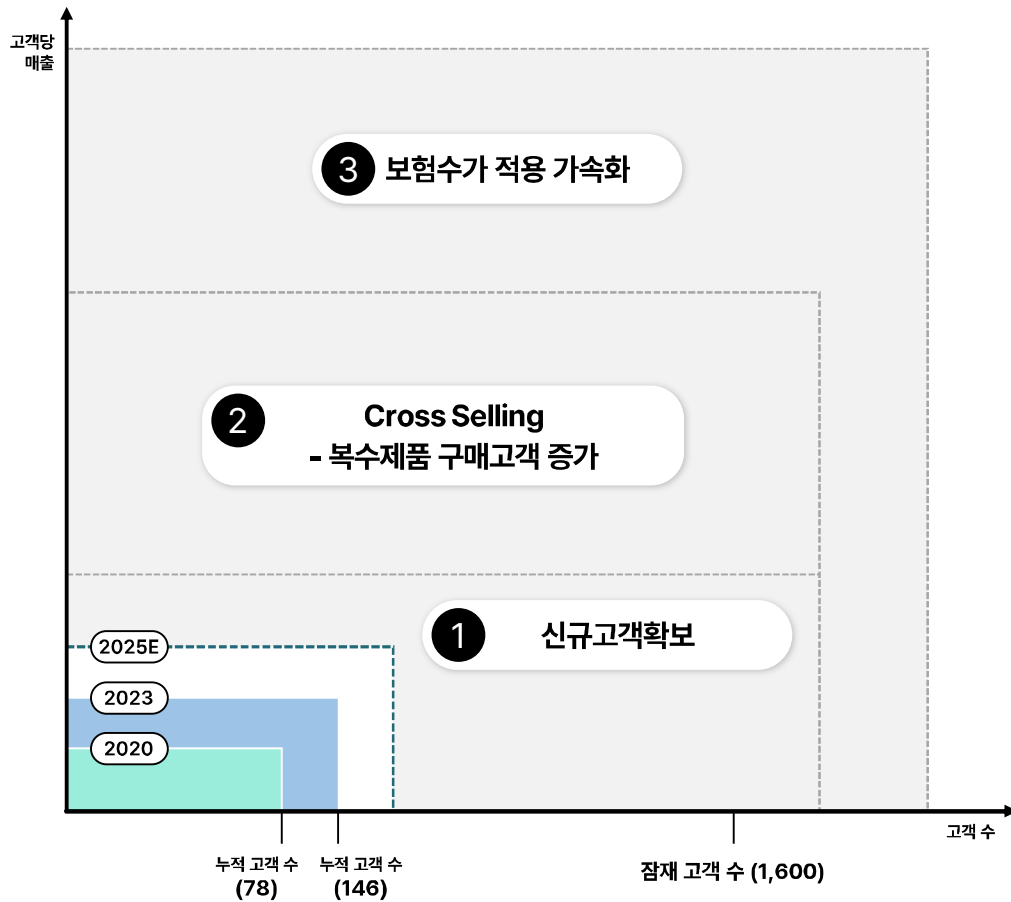 고객당
매출
3 보험수가 적용 가속화
2 Cross Selling
- 복수제품 구매고객 증가
1 신규고객확보
2025E
2023
2020
고객 수
누적 고객 수
(78)
누적 고객 수
(146)
잠재 고객 수 (1,600)